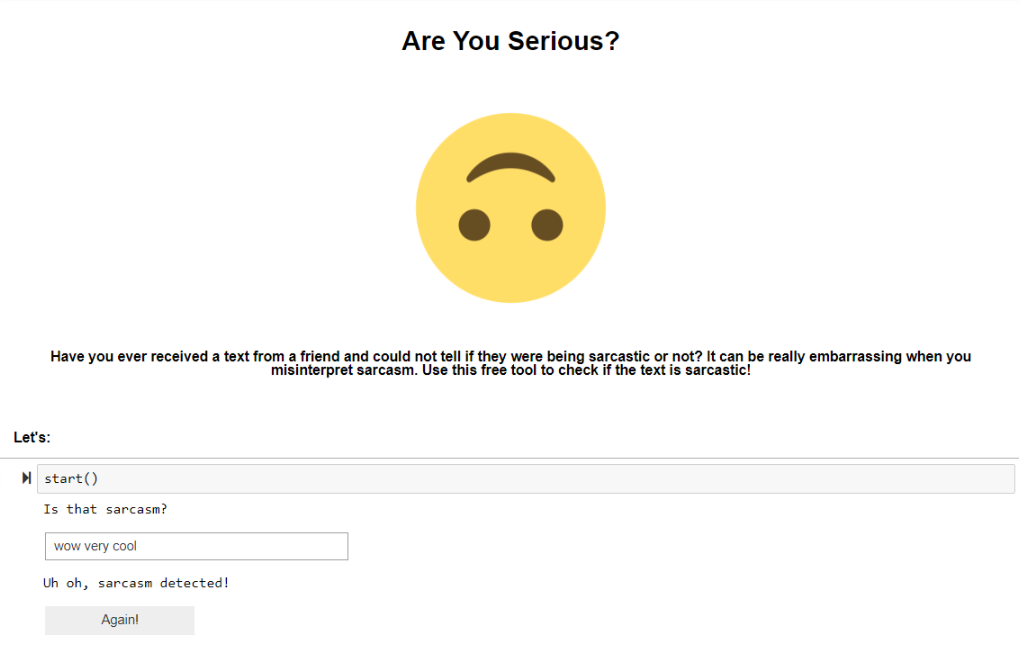 Are You Serious?
Have you ever received a text from a friend and could not tell if they were being sarcastic or not? It can be really embarrassing when you
misinterpret sarcasm. Use this free tool to check if the text is sarcastic!
Let's:
start()
Is that sarcasm?
wow very cool
Uh oh, sarcasm detected!
Again!